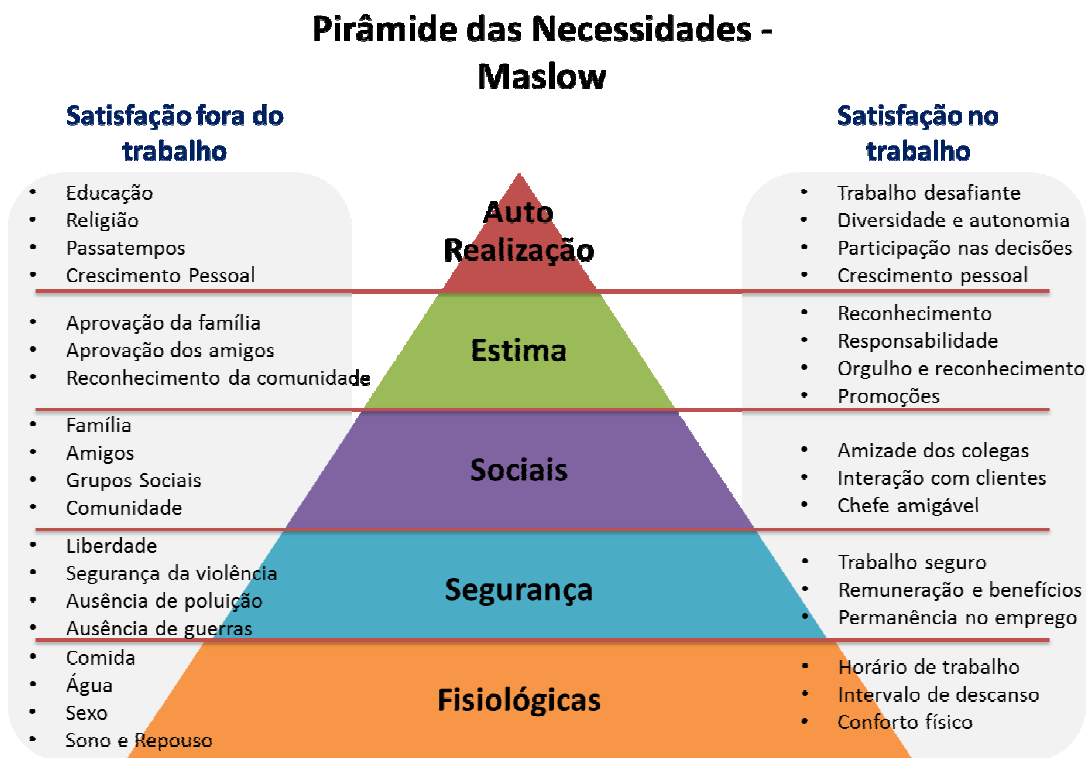 Pirâmide das Necessidades -
Maslow
Satisfação fora do
trabalho
• Educação
• Religião
• Passatempos
• Crescimento Pessoal
• Aprovação da família
• Aprovação dos amigos
• Reconhecimento da comunidade
• Família
• Amigos
• Grupos Sociais
• Comunidade
• Liberdade
• Segurança da violência
• Ausência de poluição
• Ausência de guerras
• Comida
• Água
• Sexo
• Sono e Repouso
Auto
Realização
Estima
Sociais
Segurança
Fisiológicas
Satisfação no
trabalho
• Trabalho desafiante
• Diversidade e autonomia
• Participação nas decisões
• Crescimento pessoal
• Reconhecimento
• Responsabilidade
• Orgulho e reconhecimento
• Promoções
• Amizade dos colegas
• Interação com clientes
• Chefe amigável
• Trabalho seguro
• Remuneração e benefícios
• Permanência no emprego
• Horário de trabalho
• Intervalo de descanso
• Conforto físico